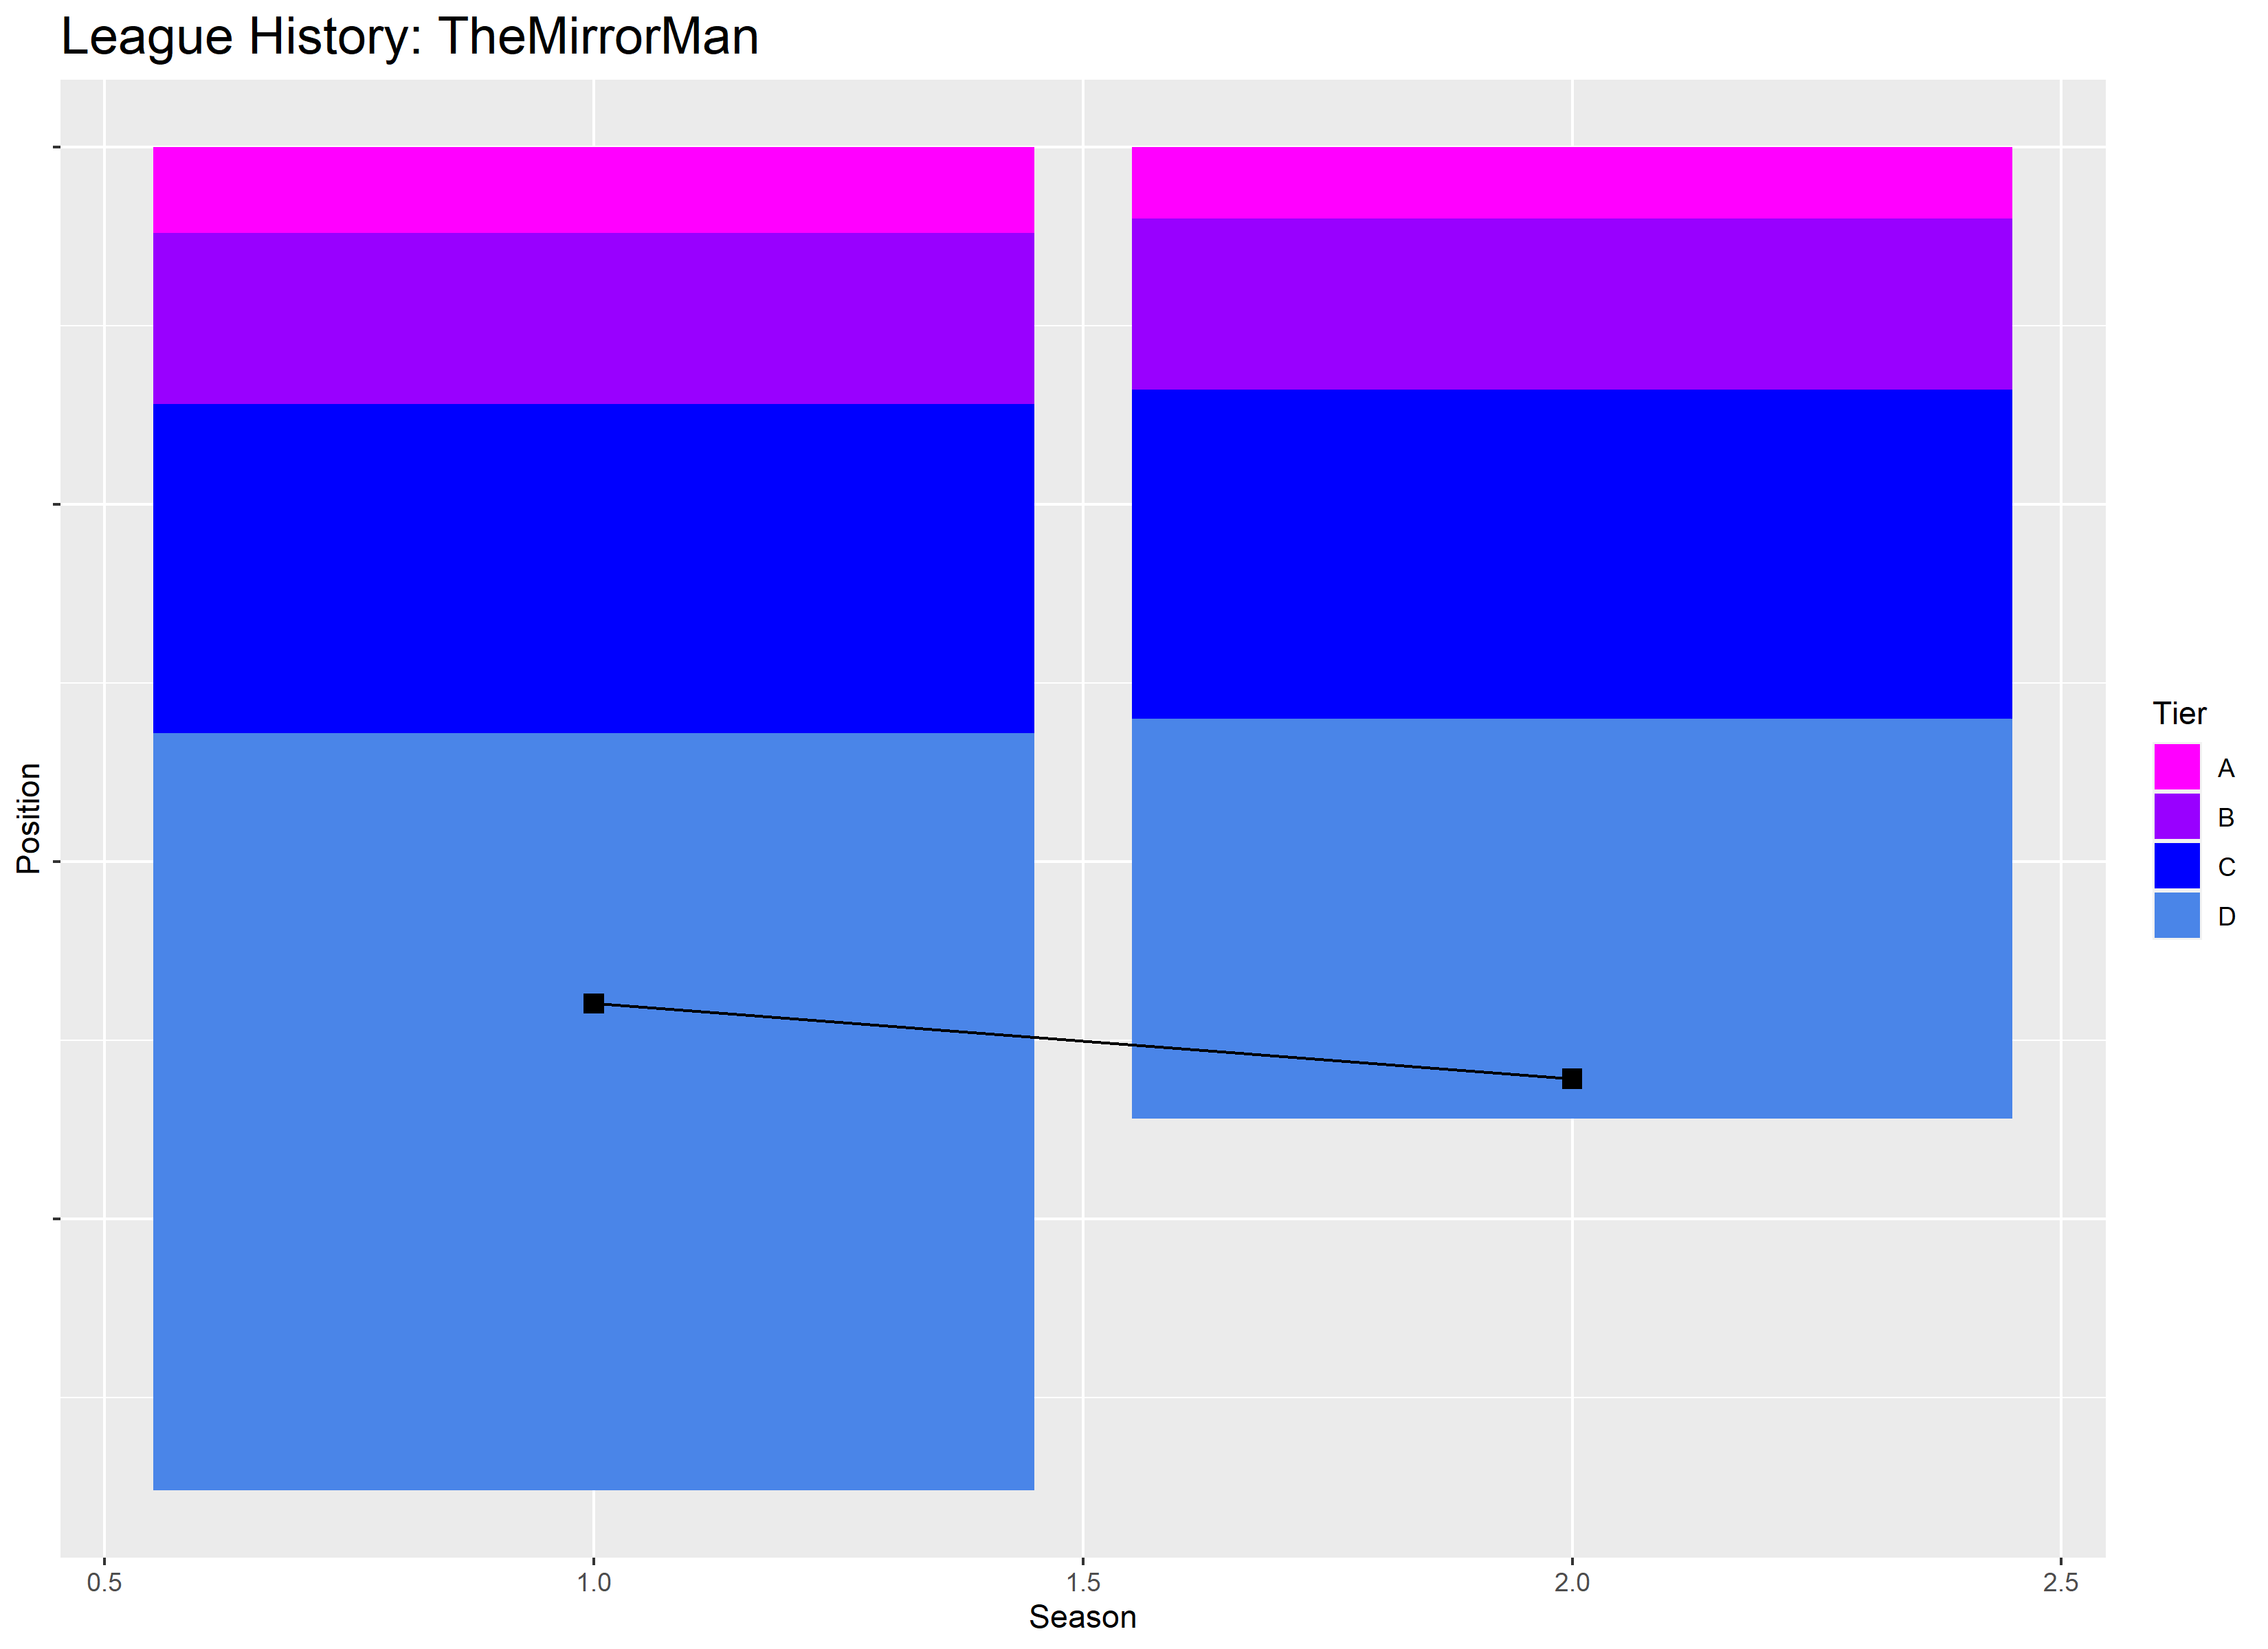 League History: TheMirrorMan
Position
Tier
A
B
C
D
0.5 1.0 1.5 2.0 2.5
Season